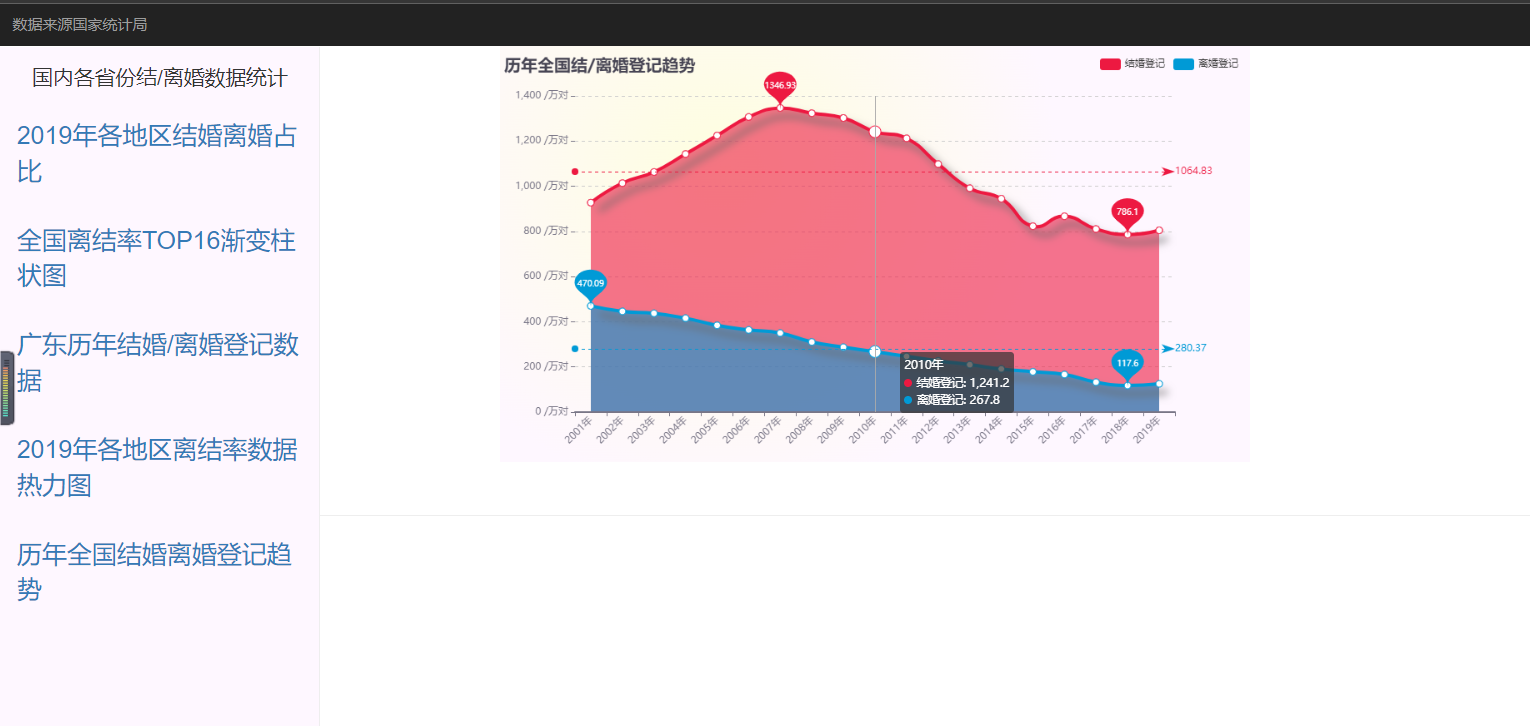 数据来源国家统计局
国内各省份结/离婚数据统计
2019年各地区结婚离婚占
比
全国离结率TOP16渐变柱
状图
广东历年结婚/离婚登记数
据
2019年各地区离结率数据
热力图
历年全国结婚离婚登记趋
势
历年全国结/离婚登记趋势
结婚登记 离婚登记
1346.93
1,400 /万对
1,200 /万对
1064.83
1,000 /万对
786.1
800 /万对
600 /万对
470.09
400 /万对
280.37
117.6
200 /万对
0 /万对
2010年
结婚登记: 1,241.2
离婚登记: 267.8
2001年 2002年 2003年 2004年 2005年 2006年 2007年 2008年 2009年 2010年 2011年 2012年 2013年 2014年 2015年 2016年 2017年 2018年 2019年